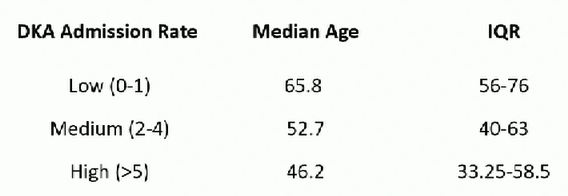 DKA Admission Rate Median Age IQR
Low (0-1) 65.8 56-76
Medium (2-4) 52.7 40-63
High (>5) 46.2 33.25-58.5